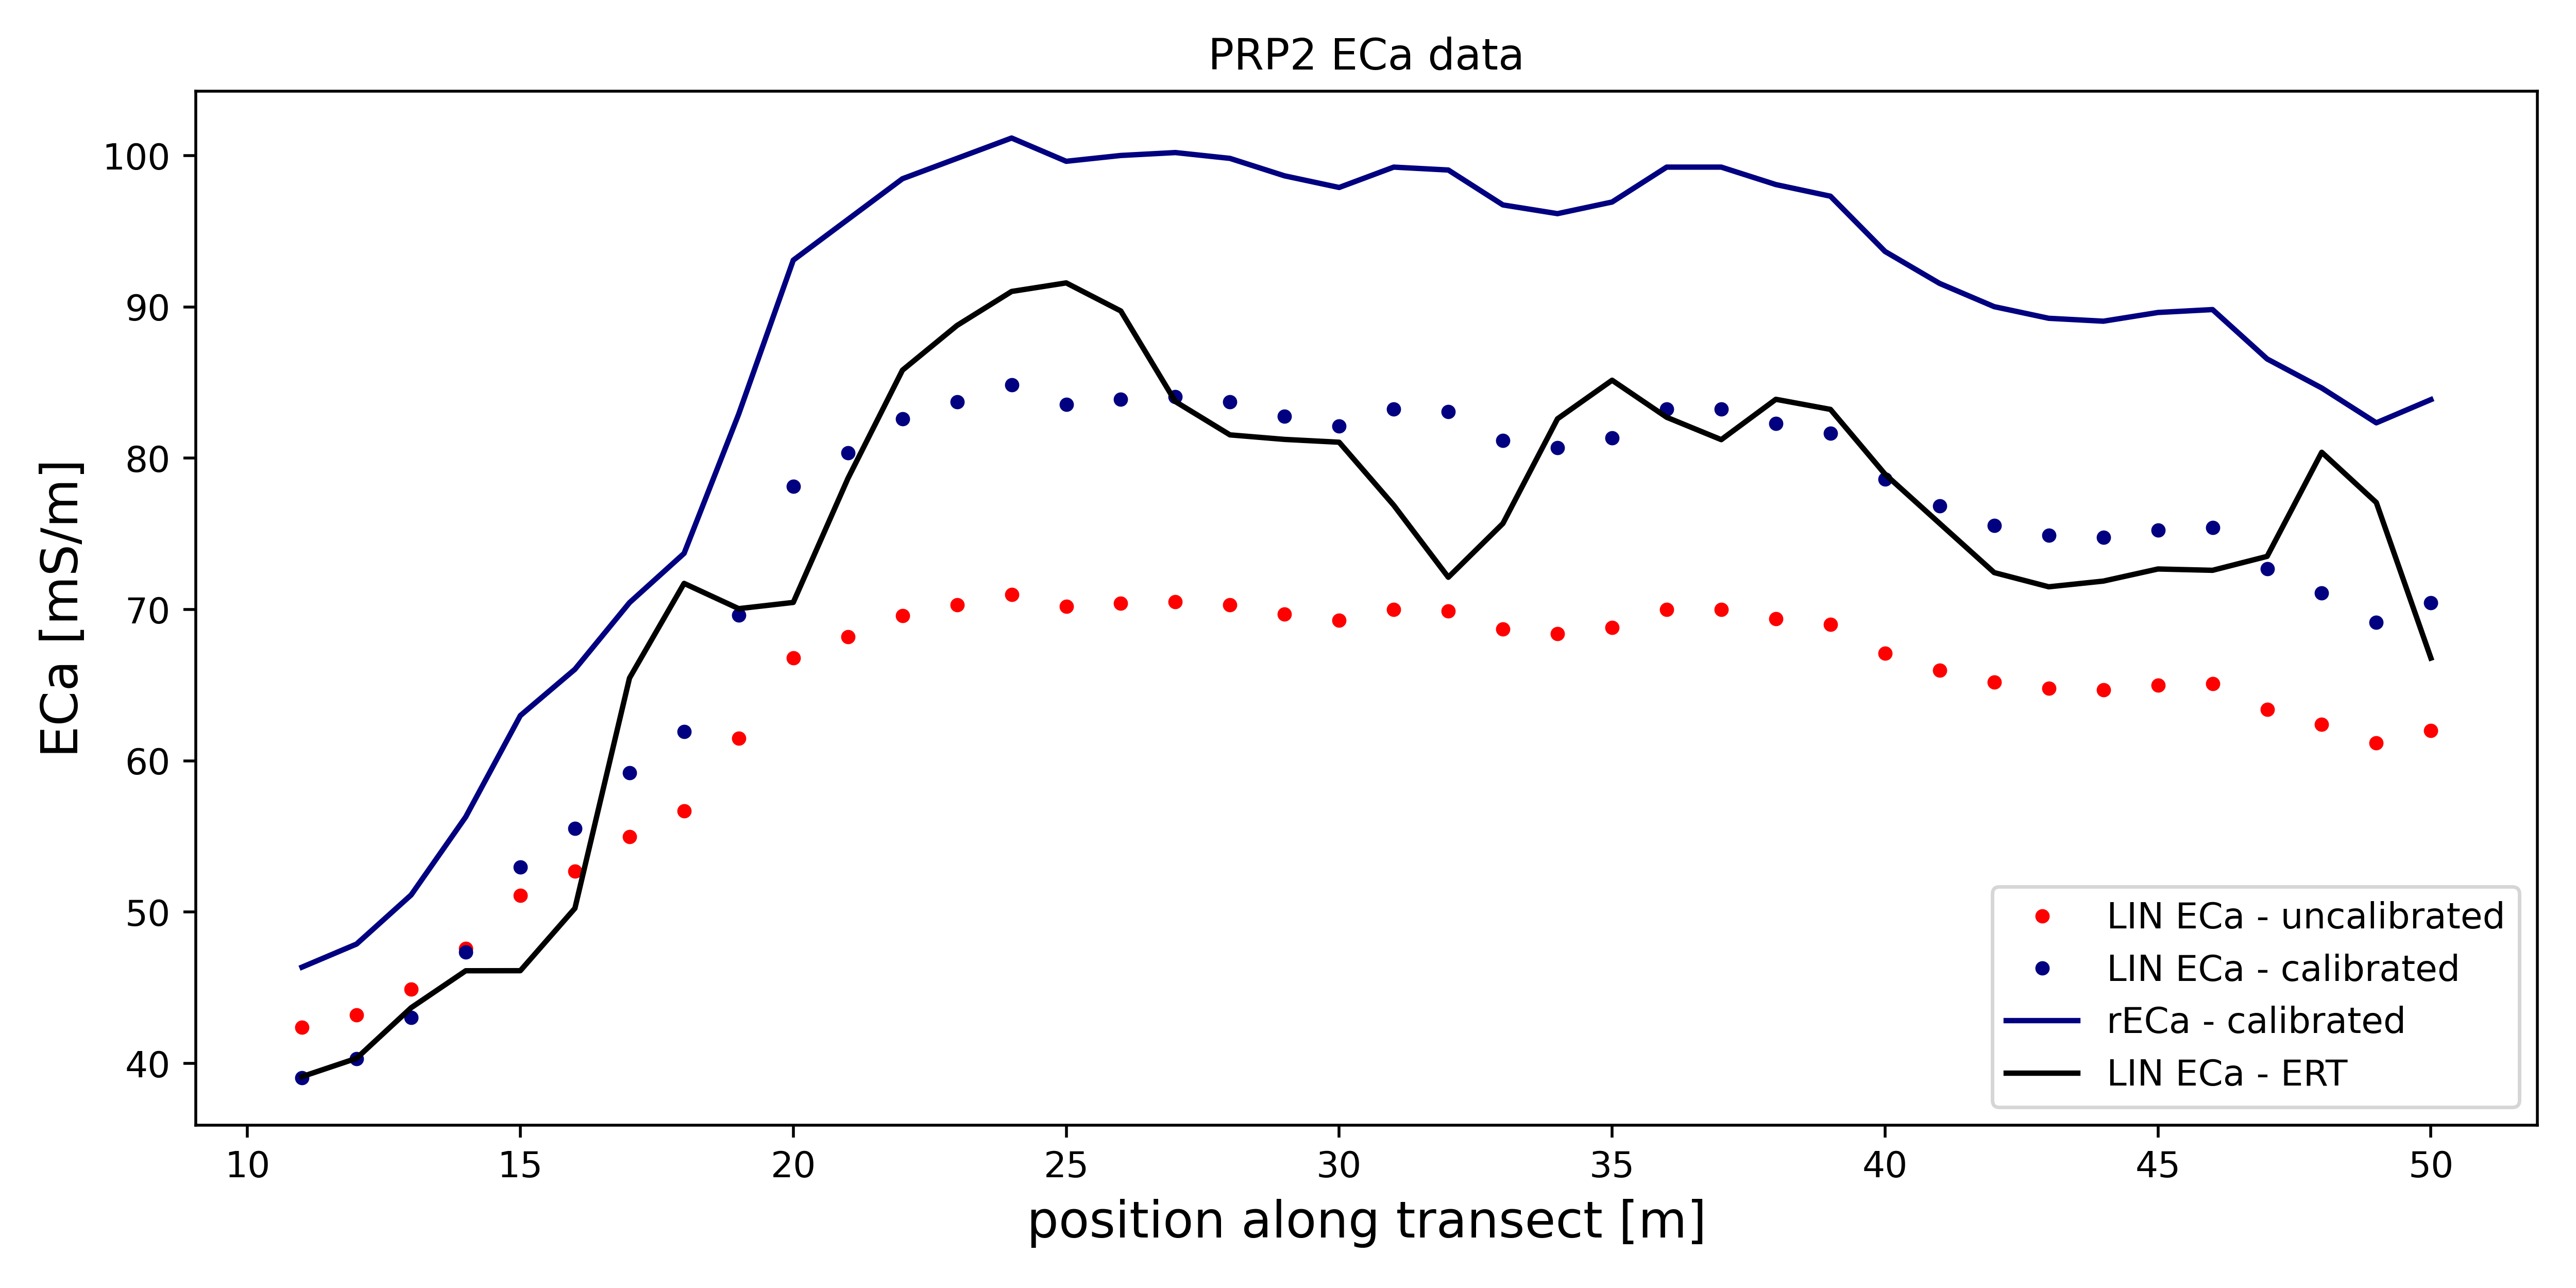 PRP2 ECa data
ECa [mS/m]
100
90
80
70
60
50
40
LIN ECa - uncalibrated
LIN ECa - calibrated
rECa - calibrated
LIN ECa - ERT
10 15 20 25 30 35 40 45 50
position along transect [m]